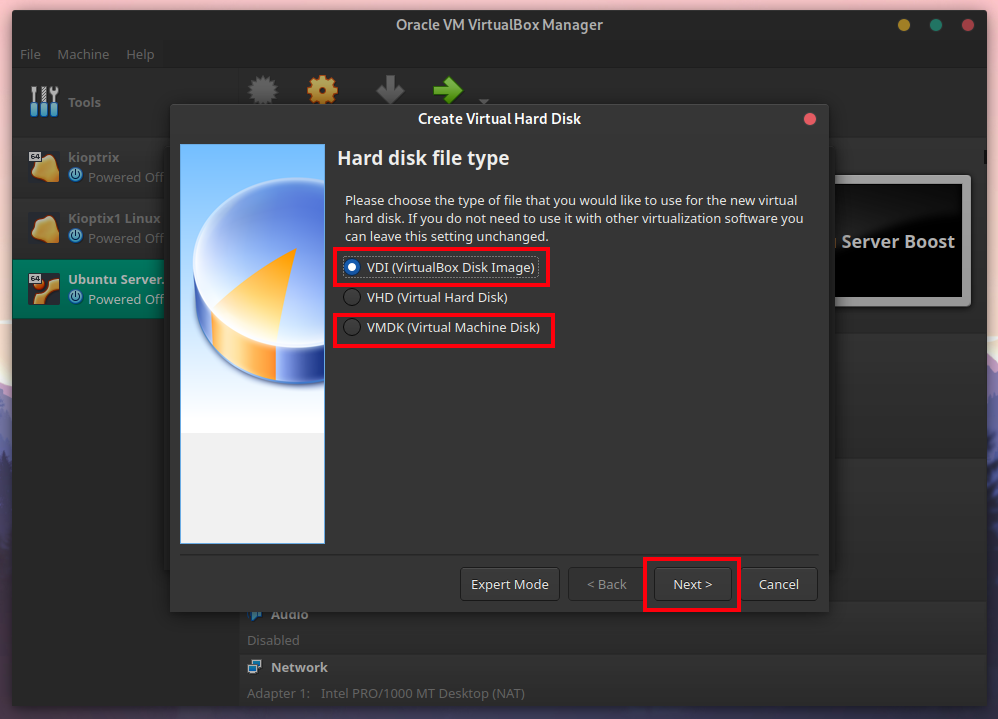 Oracle VM VirtualBox Manager
File Machine Help
Tools
64 kioptrix
Powered Off
Kioptix1 Linux
Powered Off
64 Ubuntu Server.
Powered Off
Server Boost
Create Virtual Hard Disk
Hard disk file type
Please choose the type of file that you would like to use for the new virtual
hard disk. If you do not need to use it with other virtualization software you
can leave this setting unchanged.
VDI (VirtualBox Disk Image)
VHD (Virtual Hard Disk)
VMDK (Virtual Machine Disk)
Expert Mode < Back Next > Cancel
Audio
Disabled
Network
Adapter 1: Intel PRO/1000 MT Desktop (NAT)